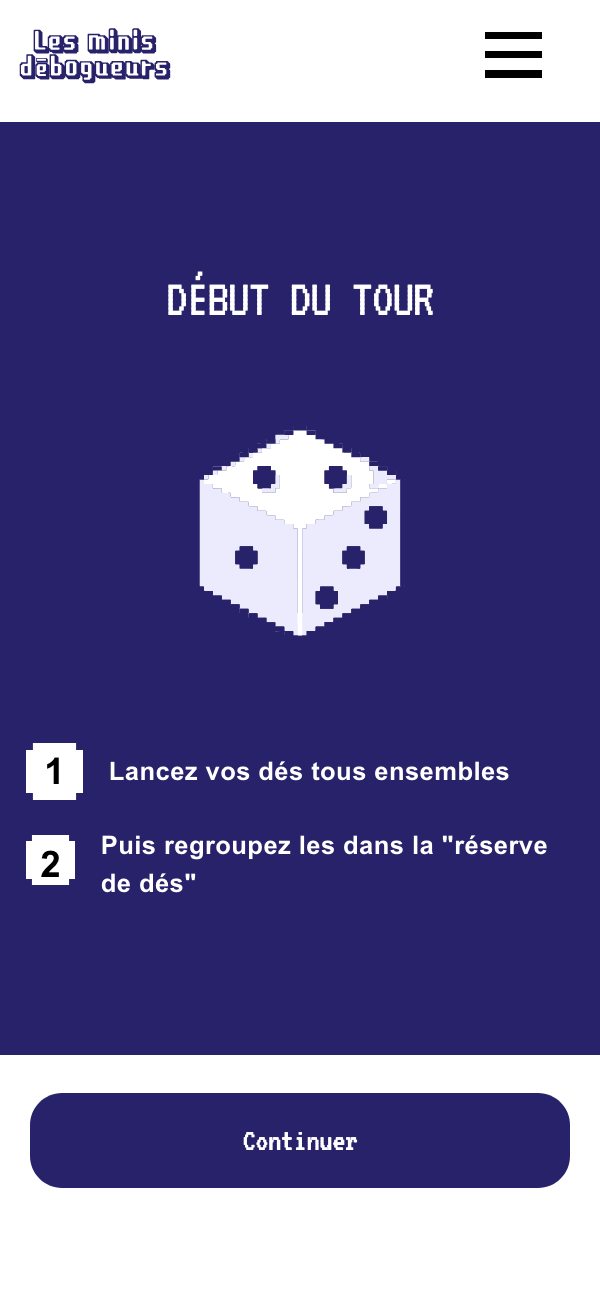 Les minis
débogueurs
DÉBUT DU TOUR
1 Lancez vos dés tous ensembles
2 Puis regroupez les dans la "réserve
de dés"
Continuer